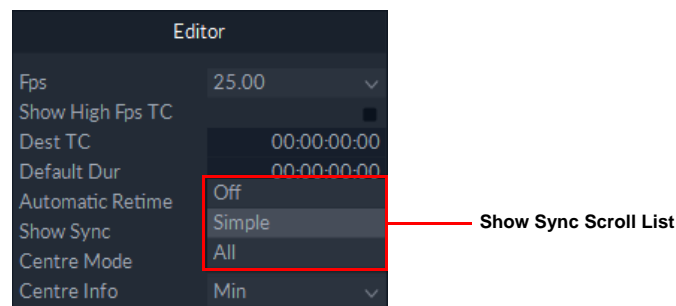 Editor
Fps 25.00
Show High Fps TC
Dest TC 00:00:00:00
Default Dur 00:00:00:00
Automatic Retime Off
Show Sync Simple
Centre Mode All
Centre Info Min
Show Sync Scroll List